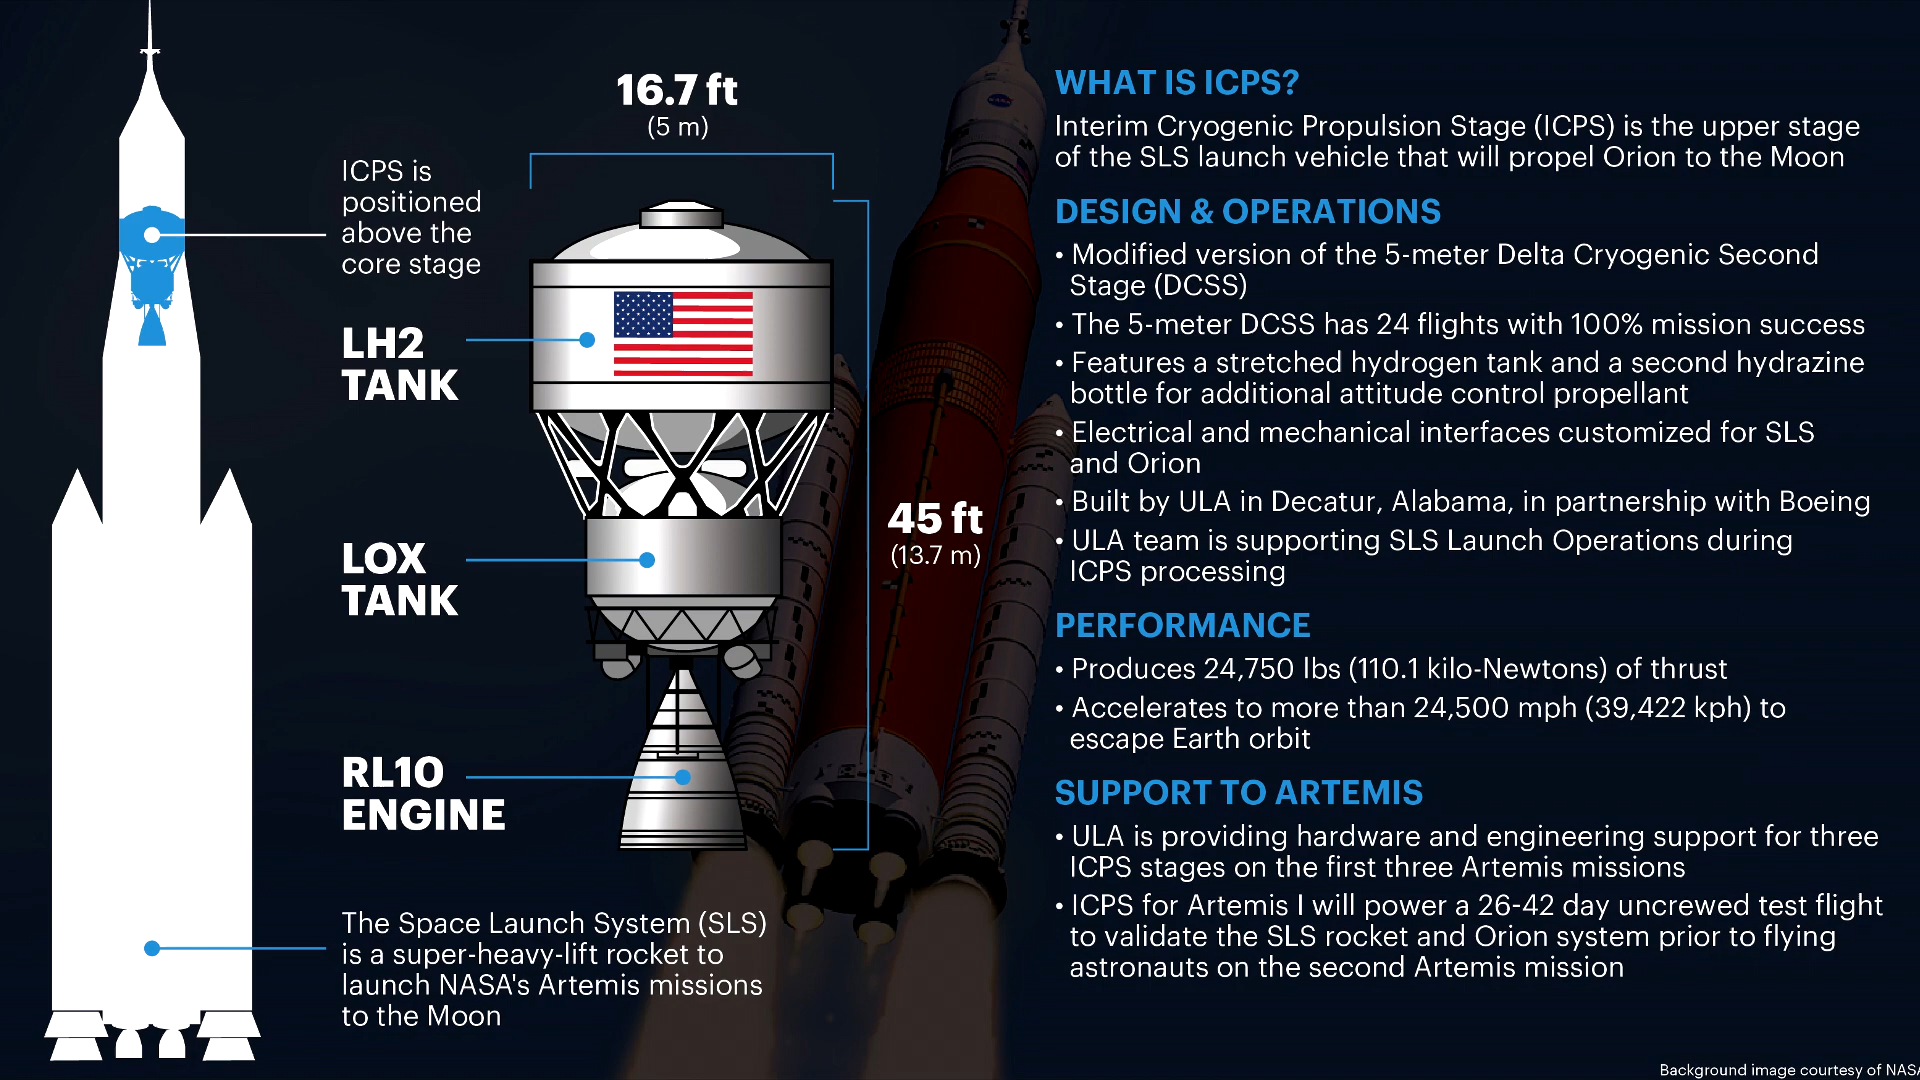 16.7 ft
(5 m)
ICPS is
positioned
above the
core stage
LH2
TANK
LOX
TANK
45 ft
(13.7 m)
RL10
ENGINE
The Space Launch System (SLS)
is a super-heavy-lift rocket to
launch NASA's Artemis missions
to the Moon
WHAT IS ICPS?
Interim Cryogenic Propulsion Stage (ICPS) is the upper stage
of the SLS launch vehicle that will propel Orion to the Moon
DESIGN & OPERATIONS
• Modified version of the 5-meter Delta Cryogenic Second
Stage (DCSS)
• The 5-meter DCSS has 24 flights with 100% mission success
• Features a stretched hydrogen tank and a second hydrazine
bottle for additional attitude control propellant
• Electrical and mechanical interfaces customized for SLS
and Orion
• Built by ULA in Decatur, Alabama, in partnership with Boeing
• ULA team is supporting SLS Launch Operations during
ICPS processing
PERFORMANCE
• Produces 24,750 lbs (110.1 kilo-Newtons) of thrust
• Accelerates to more than 24,500 mph (39,422 kph) to
escape Earth orbit
SUPPORT TO ARTEMIS
• ULA is providing hardware and engineering support for three
ICPS stages on the first three Artemis missions
• ICPS for Artemis I will power a 26-42 day uncrewed test flight
to validate the SLS rocket and Orion system prior to flying
astronauts on the second Artemis mission
NASA
Background image courtesy of NASA